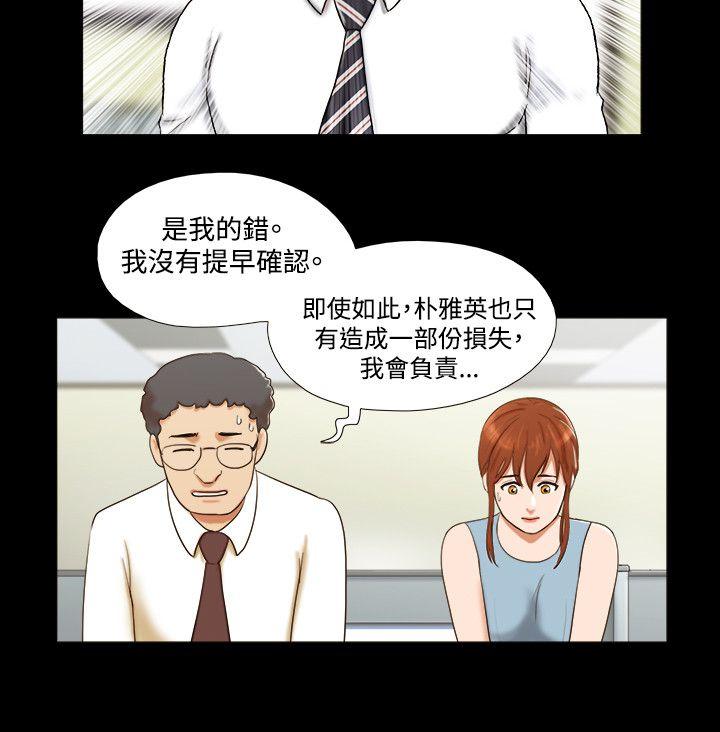 是我的錯。
我沒有提早確認。
即使如此，朴雅英也只
有造成一部份損失，
我會負責...